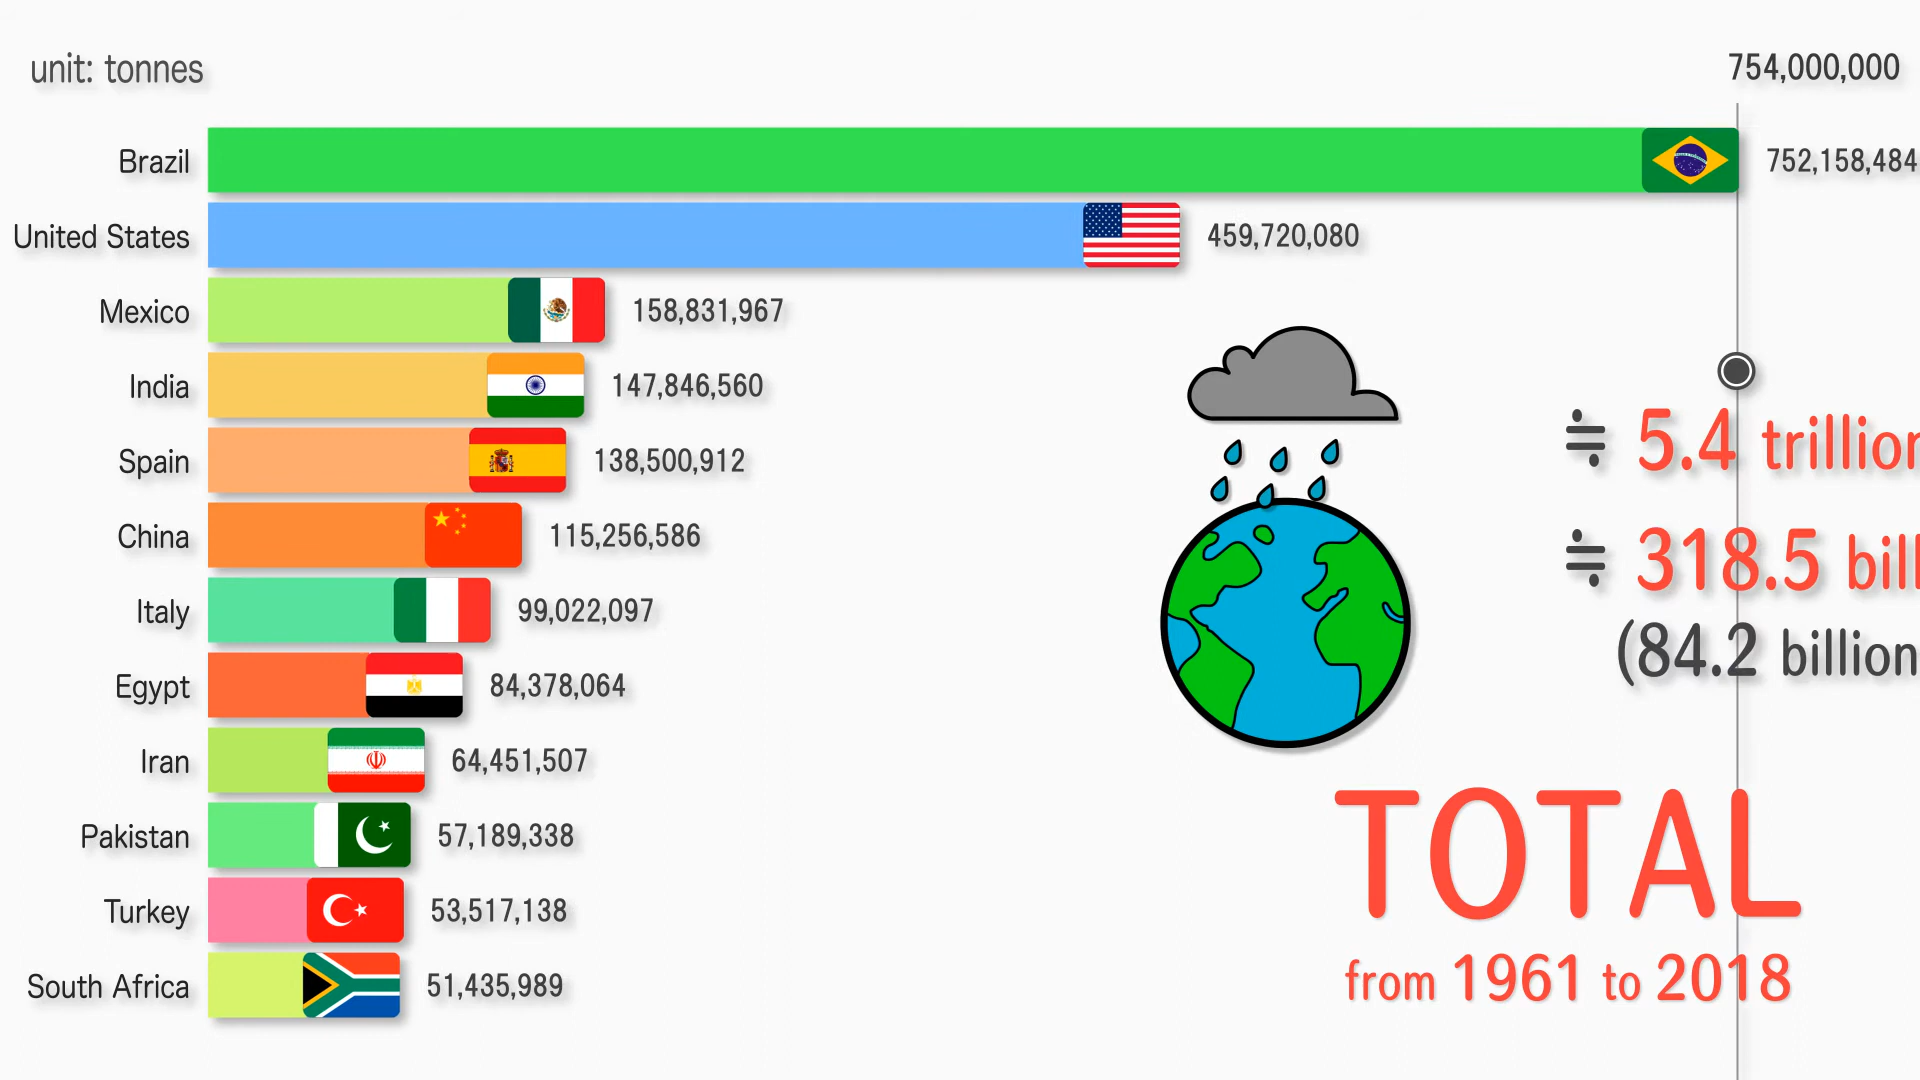 unit: tonnes
754,000,000
Brazil 752,158,484
United States 459,720,080
Mexico 158,831,967
India 147,846,560
Spain 138,500,912
China 115,256,586
Italy 99,022,097
Egypt 84,378,064
Iran 64,451,507
Pakistan 57,189,338
Turkey 53,517,138
South Africa 51,435,989
≒ 5.4 trillion
≒ 318.5 bill
(84.2 billion
TOTAL
from 1961 to 2018